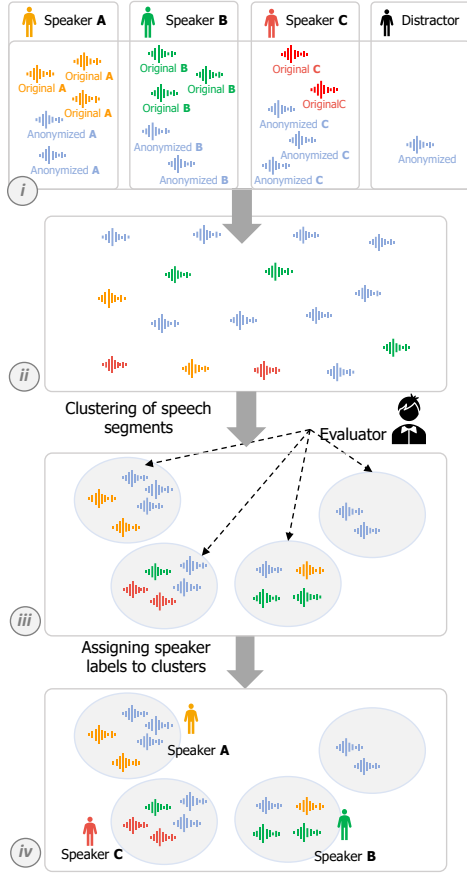 Speaker A
Speaker B
Speaker C
Distractor
Original A
Original A
Original A
Anonymized A
Anonymized A
Original B
Original B
Original B
Anonymized B
Anonymized B
Original C
OriginalC
Anonymized C
Anonymized C
Anonymized C
Anonymized
i
ii
Clustering of speech
segments
Evaluator
iii
Assigning speaker
labels to clusters
Speaker A
Speaker C
Speaker B
iv